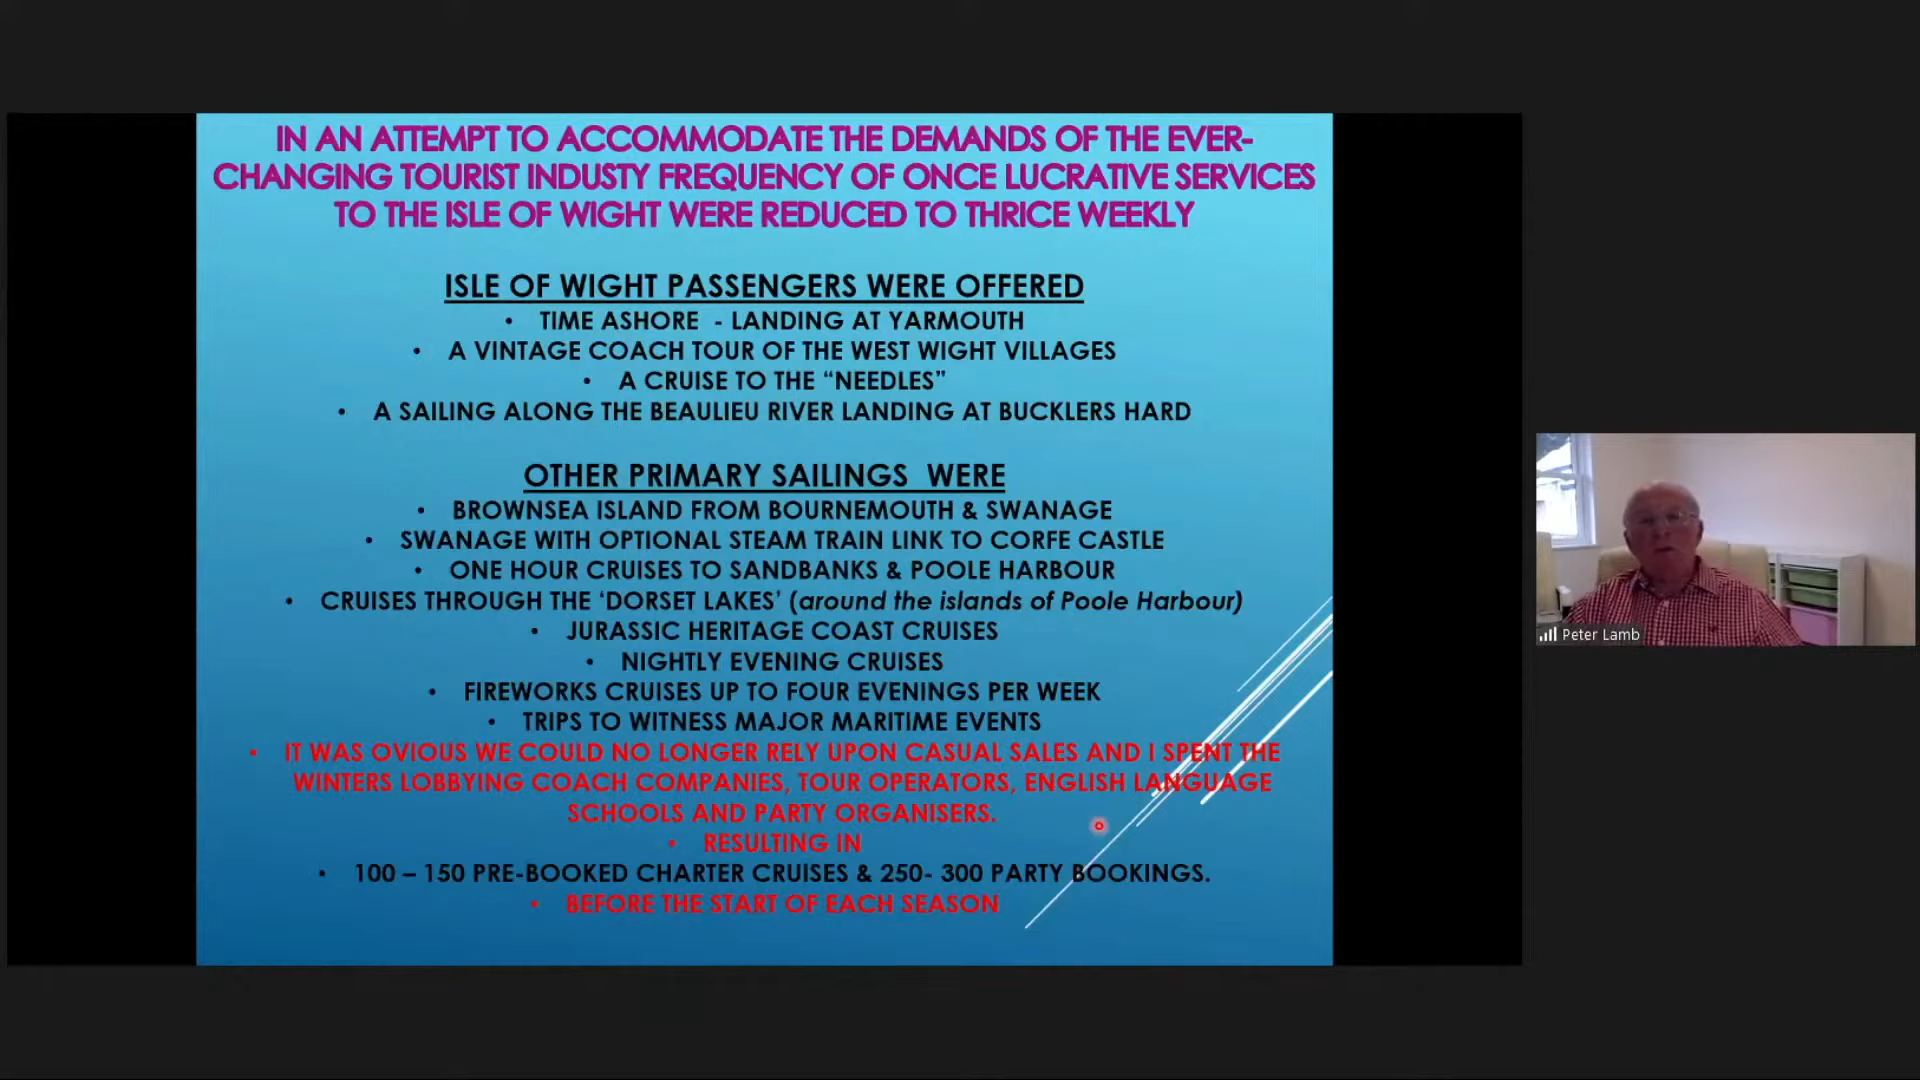 IN AN ATTEMPT TO ACCOMMODATE THE DEMANDS OF THE EVER-
CHANGING TOURIST INDUSTY FREQUENCY OF ONCE LUCRATIVE SERVICES
TO THE ISLE OF WIGHT WERE REDUCED TO THRICE WEEKLY
ISLE OF WIGHT PASSENGERS WERE OFFERED
• TIME ASHORE - LANDING AT YARMOUTH
• A VINTAGE COACH TOUR OF THE WEST WIGHT VILLAGES
• A CRUISE TO THE “NEEDLES”
• A SAILING ALONG THE BEAULIEU RIVER LANDING AT BUCKLERS HARD
OTHER PRIMARY SAILINGS WERE
• BROWNSEA ISLAND FROM BOURNEMOUTH & SWANAGE
• SWANAGE WITH OPTIONAL STEAM TRAIN LINK TO CORFE CASTLE
• ONE HOUR CRUISES TO SANDBANKS & POOLE HARBOUR
• CRUISES THROUGH THE ‘DORSET LAKES’ (around the islands of Poole Harbour)
• JURASSIC HERITAGE COAST CRUISES
• NIGHTLY EVENING CRUISES
• FIREWORKS CRUISES UP TO FOUR EVENINGS PER WEEK
• TRIPS TO WITNESS MAJOR MARITIME EVENTS
• IT WAS OVIOUS WE COULD NO LONGER RELY UPON CASUAL SALES AND I SPENT THE
WINTERS LOBBYING COACH COMPANIES, TOUR OPERATORS, ENGLISH LANGUAGE
SCHOOLS AND PARTY ORGANISERS.
• RESULTING IN
• 100 – 150 PRE-BOOKED CHARTER CRUISES & 250- 300 PARTY BOOKINGS.
• BEFORE THE START OF EACH SEASON
Peter Lamb